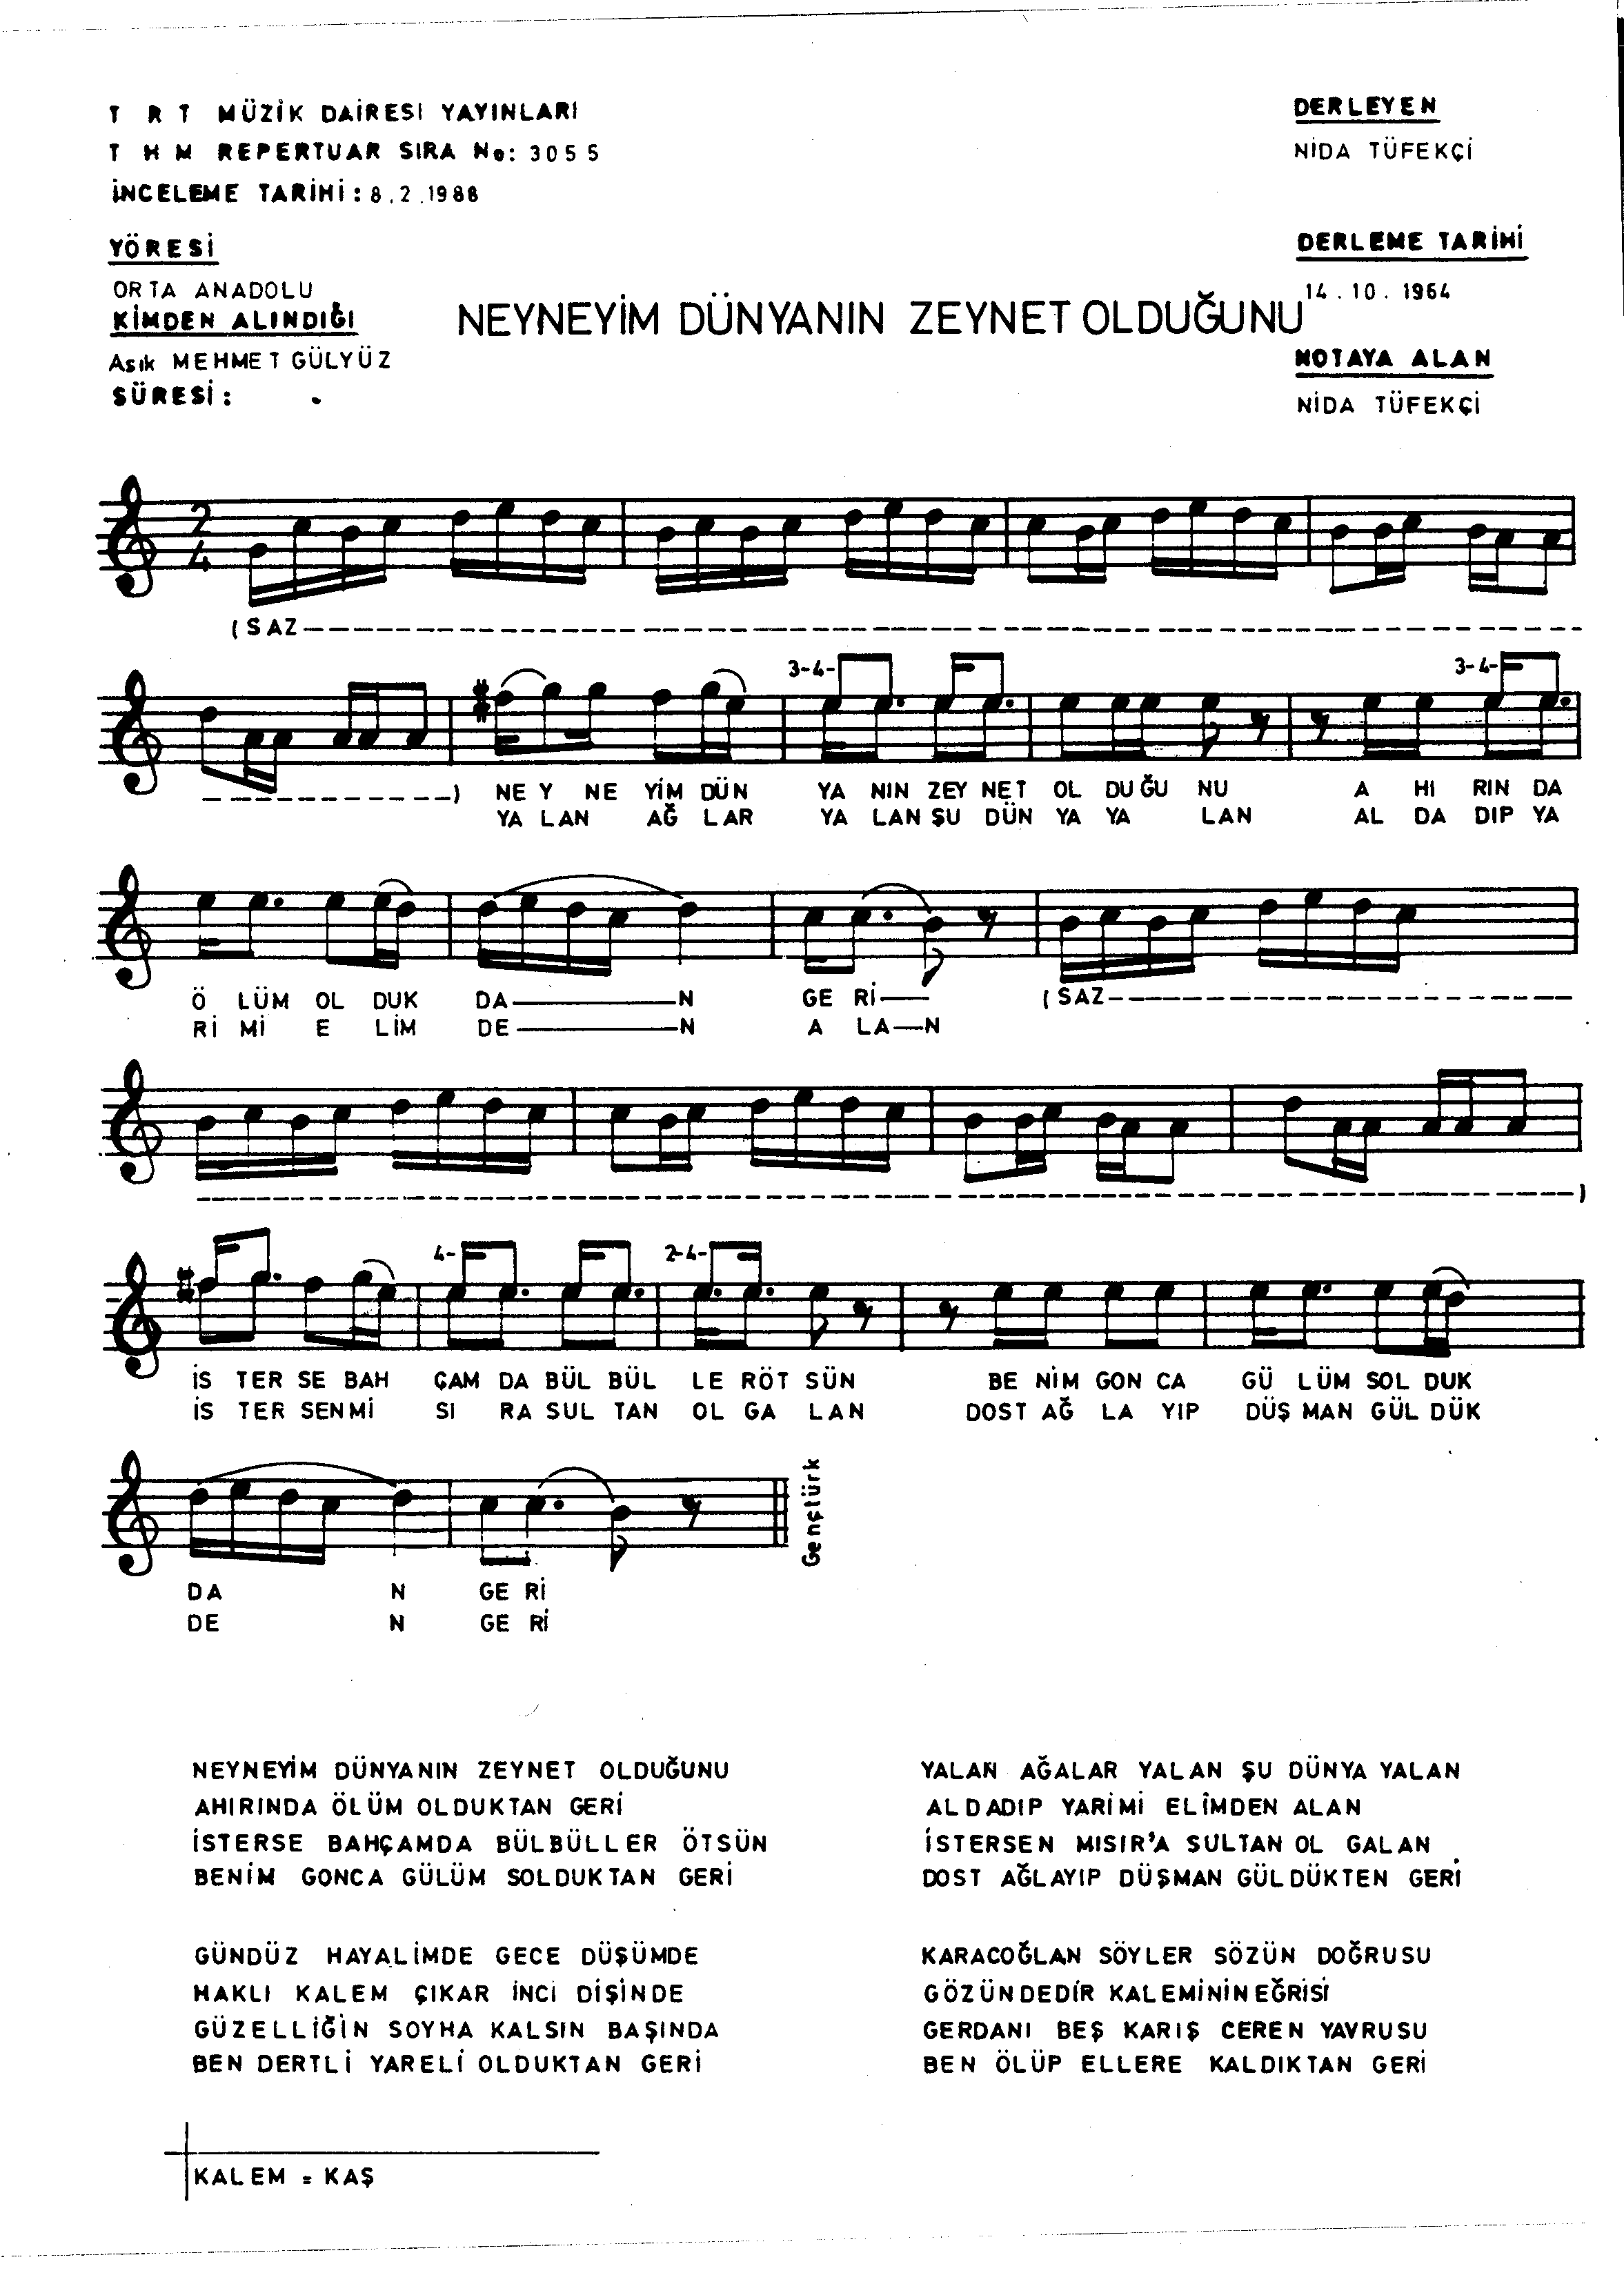 T R T MÜZİK DAİRESİ YAYINLARI
T H M REPERTUAR SIRA No: 3055
İNCELEME TARİHİ: 8.2.1988
DERLEYEN
NİDA TÜFEKÇİ
YÖRESİ
ORTA ANADOLU
KİMDEN ALINDIĞI
Aşık MEHMET GÜLYÜZ
SÜRESİ:
NEYNEYİM DÜNYANIN ZEYNET OLDUĞUNU
DERLEME TARİHİ
14.10.1964
NOTAYA ALAN
NİDA TÜFEKÇİ
2
4
(SAZ
3-4- 3-4-
) NE Y NE YİM DÜN YA NIN ZEY NET OL DU ĞU NU A HI RIN DA
YA LAN AĞ LAR YA LAN ŞU DÜN YA YA LAN AL DA DIP YA
Ö LÜM OL DUK DA N GE Rİ (SAZ
Rİ Mİ E LİM DE N A LA N
)
4- 2-4-
İS TER SE BAH ÇAM DA BÜL BÜL LE RÖT SÜN BE NİM GON CA GÜ LÜM SOL DUK
İS TER SENMİ SI RA SUL TAN OL GA LAN DOST AĞ LA YIP DÜŞ MAN GÜL DÜK
Gençtürk
DA N GE Rİ
DE N GE Rİ
NEYNEYİM DÜNYANIN ZEYNET OLDUĞUNU
AHIRINDA ÖLÜM OLDUKTAN GERİ
İSTERSE BAHÇAMDA BÜLBÜLLER ÖTSÜN
BENİM GONCA GÜLÜM SOLDUKTAN GERİ
YALAN AĞALAR YALAN ŞU DÜNYA YALAN
ALDADIP YARİMİ ELİMDEN ALAN
İSTERSEN MISIR'A SULTAN OL GALAN
DOST AĞLAYIP DÜŞMAN GÜLDÜKTEN GERİ
GÜNDÜZ HAYALİMDE GECE DÜŞÜMDE
HAKLI KALEM ÇIKAR İNCİ DİŞİNDE
GÜZELLİĞİN SOYHA KALSIN BAŞINDA
BEN DERTLİ YARELİ OLDUKTAN GERİ
KARACOĞLAN SÖYLER SÖZÜN DOĞRUSU
GÖZÜNDEDİR KALEMİNİN EĞRİSİ
GERDANI BEŞ KARIŞ CEREN YAVRUSU
BEN ÖLÜP ELLERE KALDIKTAN GERİ
KALEM = KAŞ